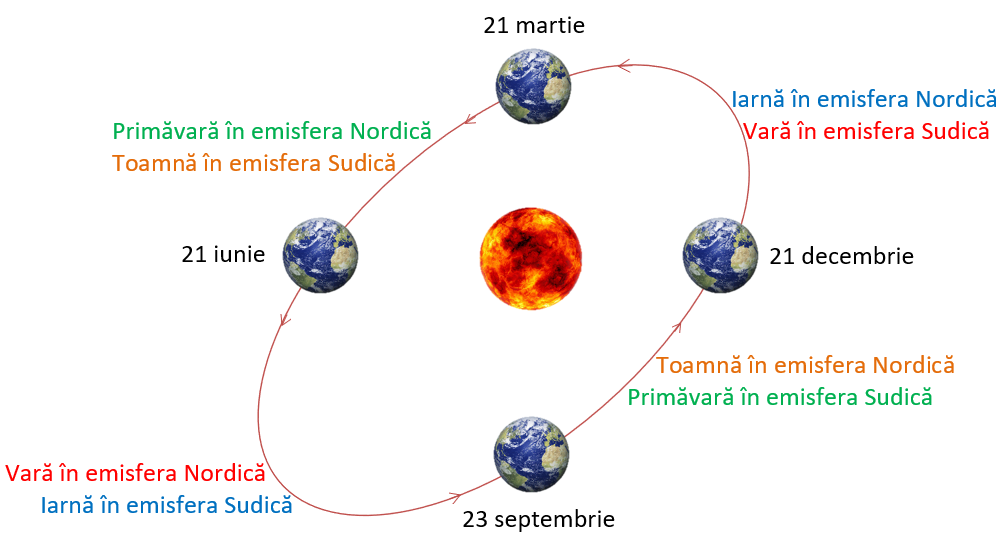 21 martie
Iarnă în emisfera Nordică
Vară în emisfera Sudică
Primăvară în emisfera Nordică
Toamnă în emisfera Sudică
21 iunie
21 decembrie
Toamnă în emisfera Nordică
Primăvară în emisfera Sudică
Vară în emisfera Nordică
Iarnă în emisfera Sudică
23 septembrie